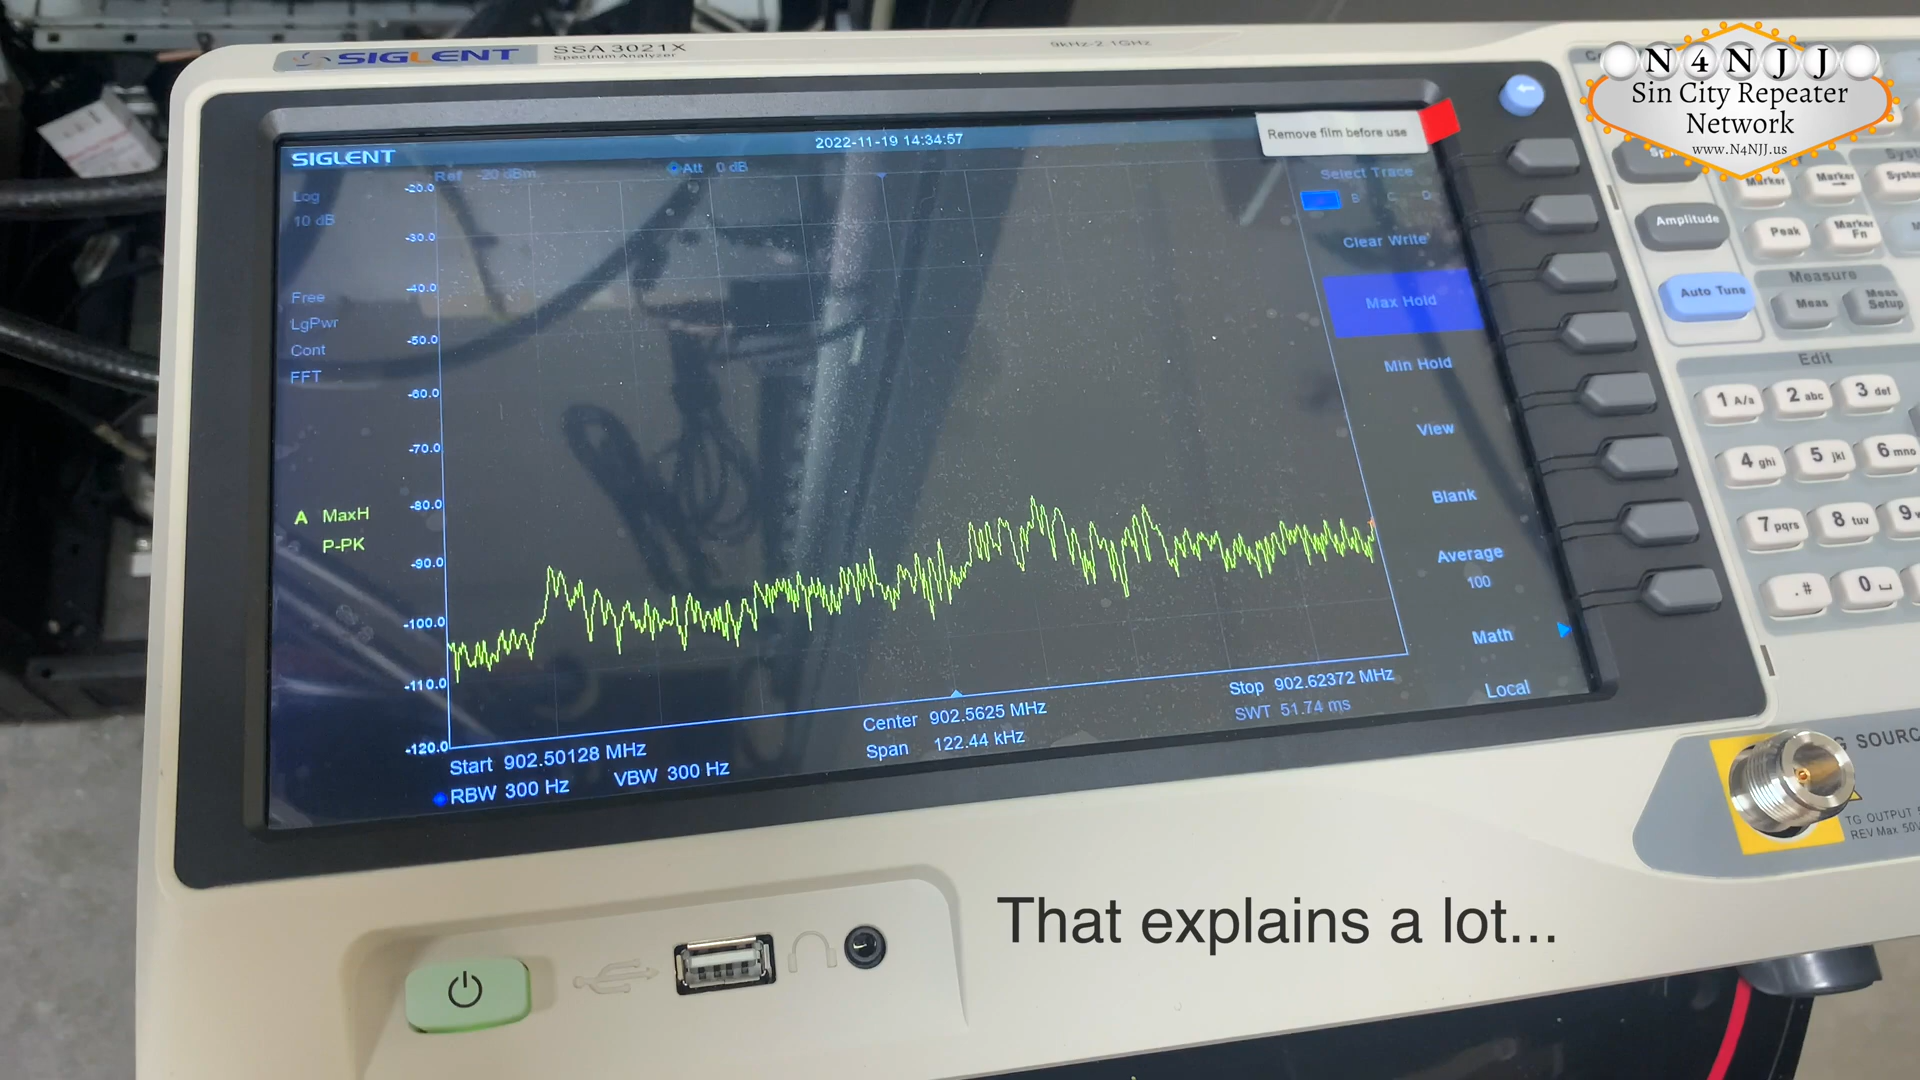 SIGLENT
SSA 3021X
Spectrum Analyzer
9kHz-2.1GHz
N4NJJ
Sin City Repeater
Network
www.N4NJJ.us
SIGLENT
2022-11-19 14:34:57
Remove film before use
Ref -20 dBm
Att 0 dB
Log
10 dB
Free
LgPwr
Cont
FFT
A MaxH
P-PK
-20.0
-30.0
-40.0
-50.0
-60.0
-70.0
-80.0
-90.0
-100.0
-110.0
-120.0
Start 902.50128 MHz
RBW 300 Hz
VBW 300 Hz
Center 902.5625 MHz
Span 122.44 kHz
Stop 902.62372 MHz
SWT 51.74 ms
Select Trace
B C D
Clear Write
Max Hold
Min Hold
View
Blank
Average
100
Math
Local
Marker
Marker
Amplitude
Peak
Marker
Fn
Auto Tune
Measure
Meas
Meas
Setup
Edit
1 A/a
2 abc
3 def
4 ghi
5 jkl
6 mno
7 pqrs
8 tuv
9
. #
0
TG OUTPUT
REV Max 50V
That explains a lot...